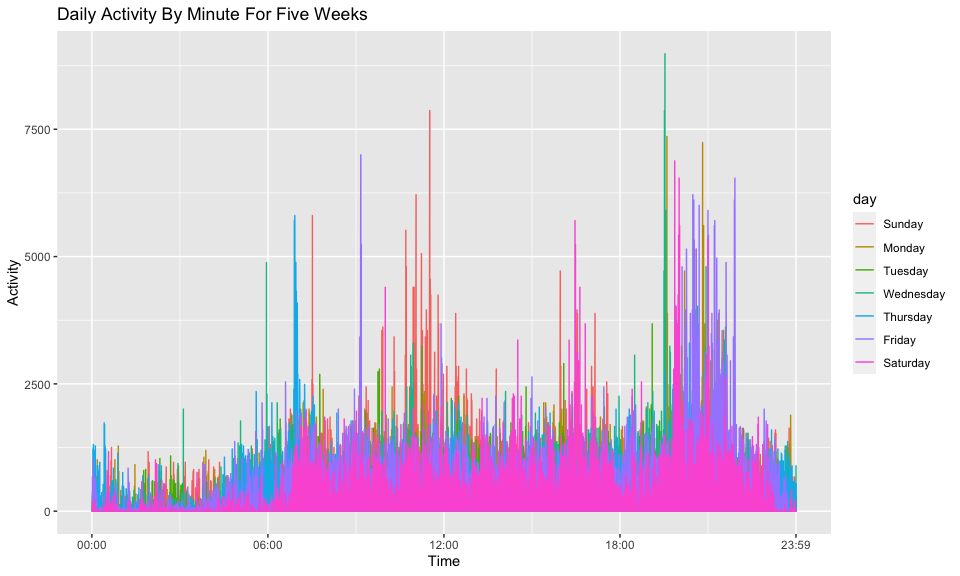 Daily Activity By Minute For Five Weeks
7500
5000
2500
0
Activity
00:00
06:00
12:00
18:00
23:59
Time
day
Sunday
Monday
Tuesday
Wednesday
Thursday
Friday
Saturday